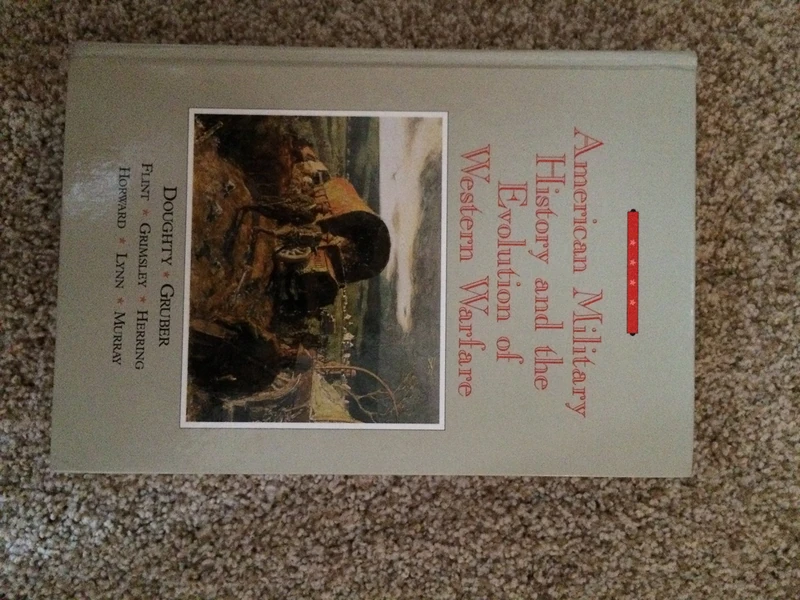 American Military
History and the
Evolution of
Western Warfare
DOUGHTY ★ GRUBER
FLINT ★ GRIMSLEY ★ HERRING
HORWARD ★ LYNN ★ MURRAY